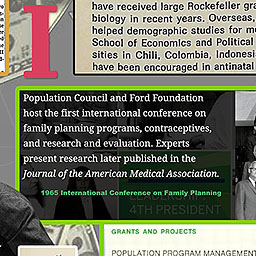 have received large Rockefeller gra
biology in recent years. Overseas,
helped demographic studies for m
School of Economics and Political
sities in Chili, Colombia, Indonesi
have been encouraged in antinatal
I
Population Council and Ford Foundation
host the first international conference on
family planning programs, contraceptives,
and research and evaluation. Experts
present research later published in the
Journal of the American Medical Association.
1965 International Conference on Family Planning
LEADERSHIP
4TH PRESIDENT
GRANTS AND PROJECTS
POPULATION PROGRAM MANAGEMENT